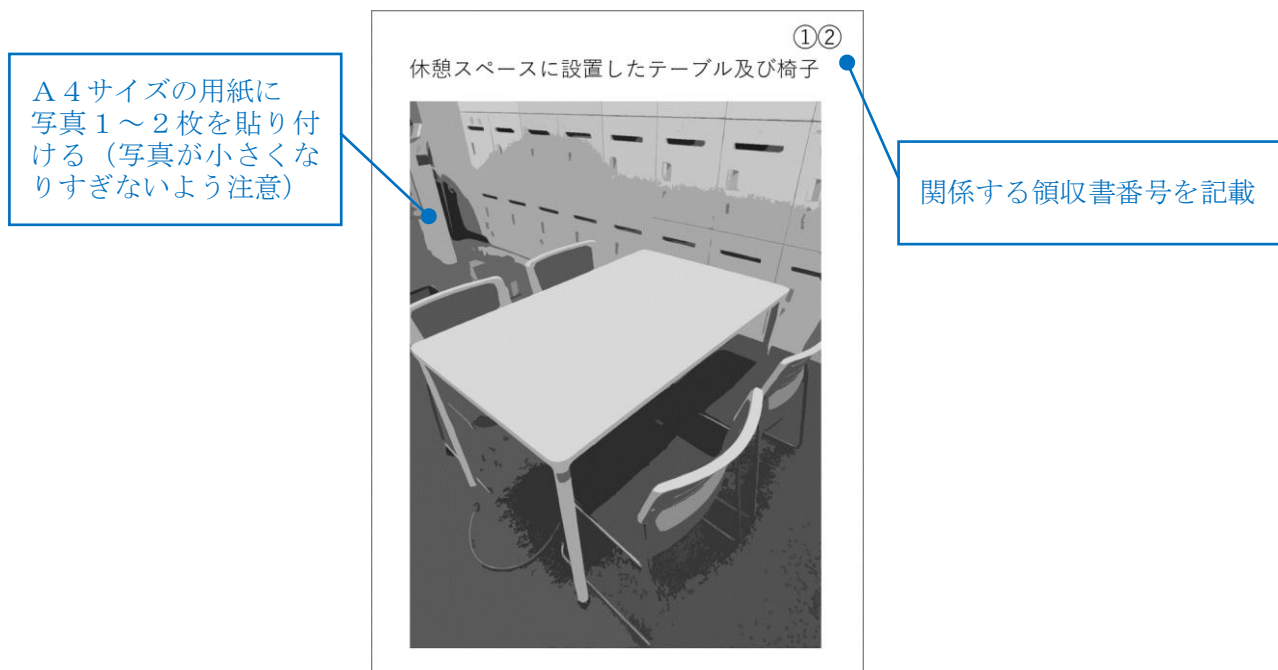 ①②
休憩スペースに設置したテーブル及び椅子
Ａ４サイズの用紙に
写真１～２枚を貼り付
ける（写真が小さくな
りすぎないよう注意）
関係する領収書番号を記載